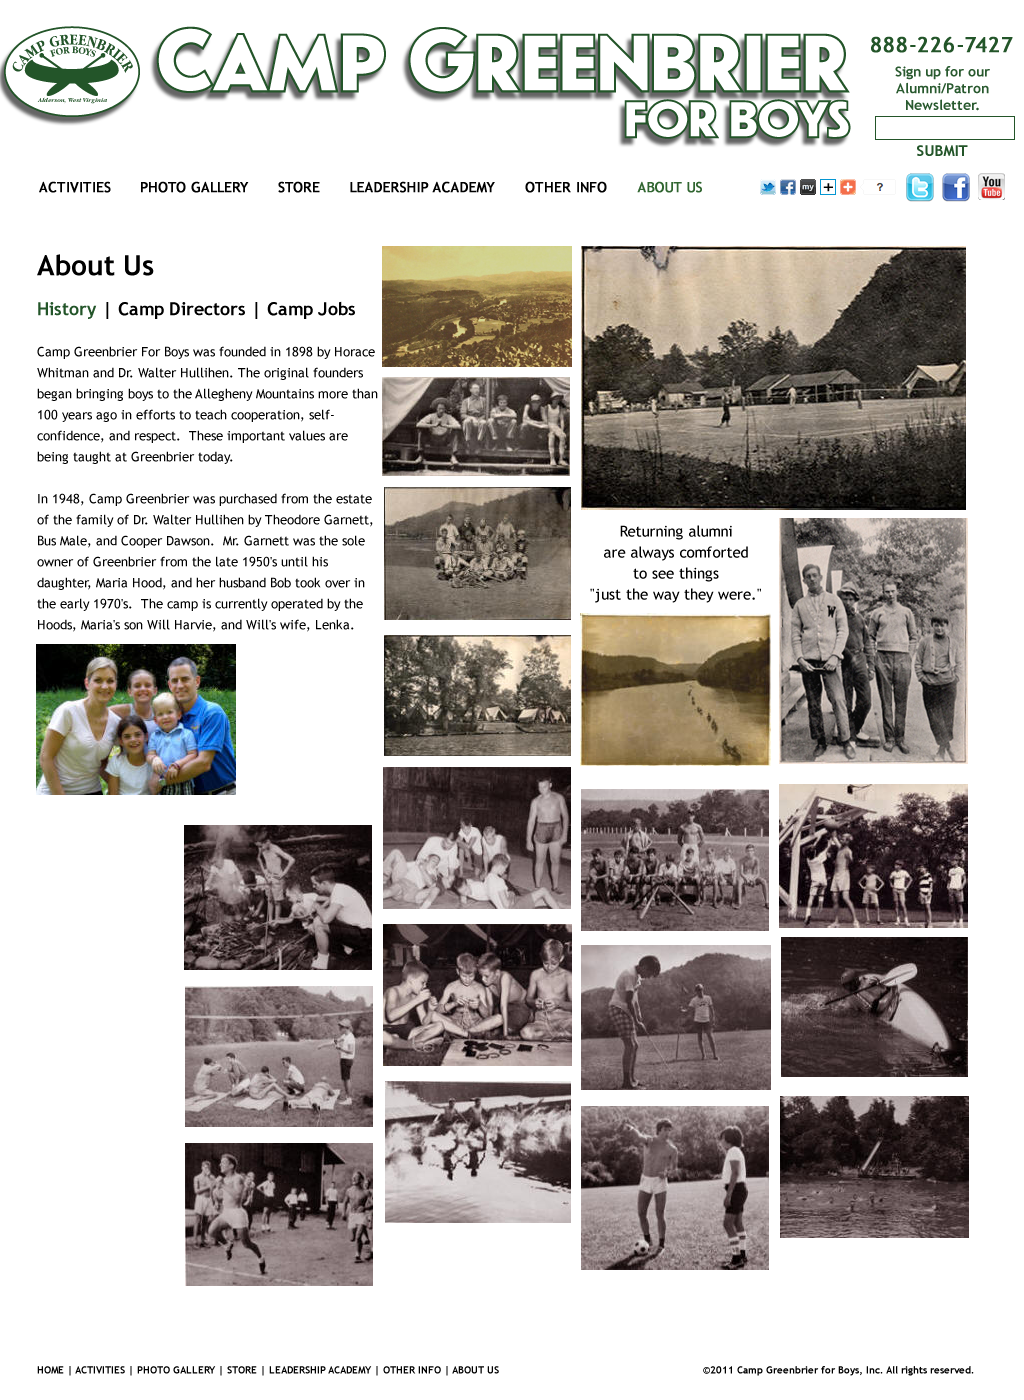 CAMP GREENBRIER
FOR BOYS
Alderson, West Virginia
CAMP GREENBRIER
FOR BOYS
888-226-7427
Sign up for our
Alumni/Patron
Newsletter.
SUBMIT
ACTIVITIES PHOTO GALLERY STORE LEADERSHIP ACADEMY OTHER INFO ABOUT US
my
?
You
Tube
About Us
History | Camp Directors | Camp Jobs
Camp Greenbrier For Boys was founded in 1898 by Horace
Whitman and Dr. Walter Hullihen. The original founders
began bringing boys to the Allegheny Mountains more than
100 years ago in efforts to teach cooperation, self-
confidence, and respect.  These important values are
being taught at Greenbrier today.
In 1948, Camp Greenbrier was purchased from the estate
of the family of Dr. Walter Hullihen by Theodore Garnett,
Bus Male, and Cooper Dawson.  Mr. Garnett was the sole
owner of Greenbrier from the late 1950's until his
daughter, Maria Hood, and her husband Bob took over in
the early 1970's.  The camp is currently operated by the
Hoods, Maria's son Will Harvie, and Will's wife, Lenka.
Returning alumni
are always comforted
to see things
"just the way they were."
W
HOME | ACTIVITIES | PHOTO GALLERY | STORE | LEADERSHIP ACADEMY | OTHER INFO | ABOUT US
©2011 Camp Greenbrier for Boys, Inc. All rights reserved.